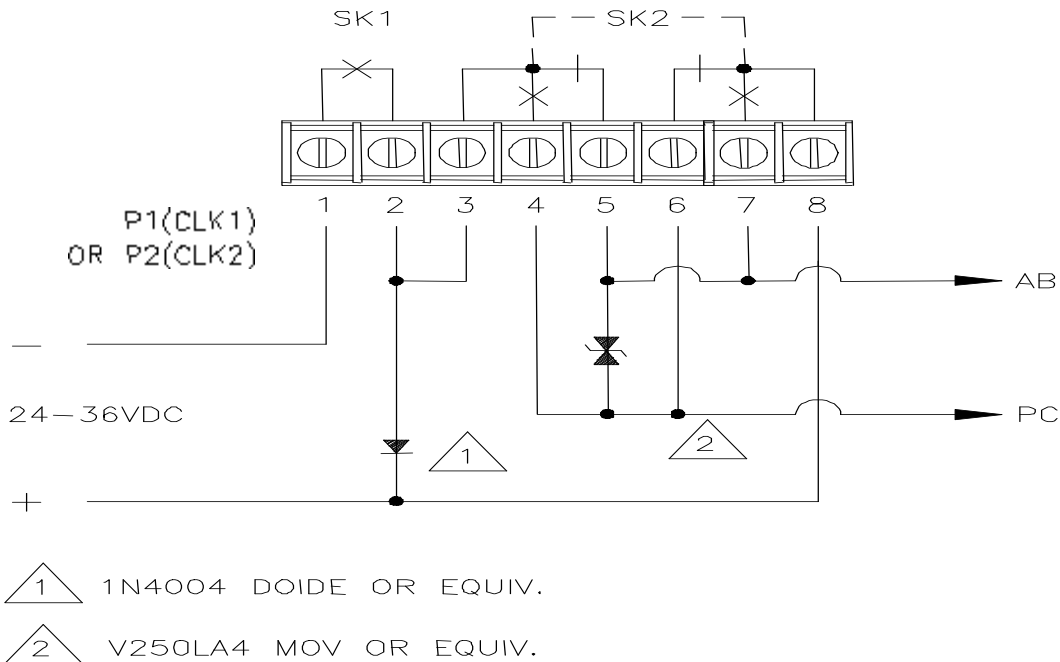 SK1
SK2
1 2 3 4 5 6 7 8
P1(CLK1)
OR P2(CLK2)
AB
−
24−36VDC
PC
1
2
+
1 1N4004 DOIDE OR EQUIV.
2 V250LA4 MOV OR EQUIV.